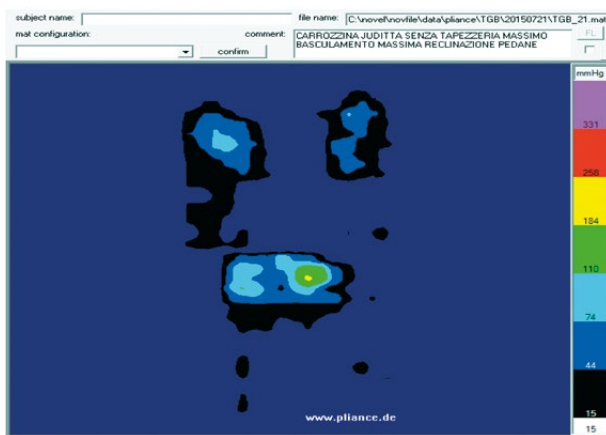 subject name:
file name: C:\novel\novfile\data\pliance\TGB\20150721\TGB_21.mat
mat configuration:
comment: CARROZZINA JUDITTA SENZA TAPEZZERIA MASSIMO
BASCULAMENTO MASSIMA RECLINAZIONE PEDANE
FL
confirm
mmHg
331
258
184
110
74
44
15
15
www.pliance.de